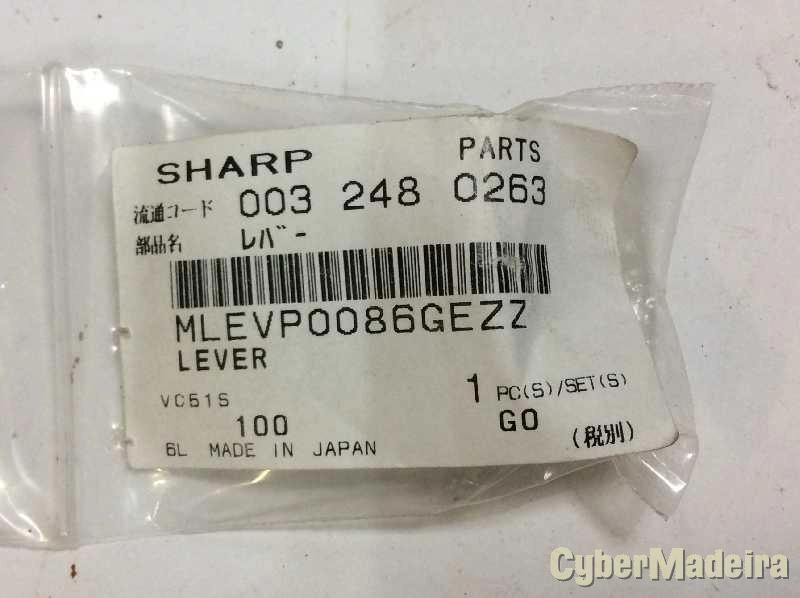 SHARP PARTS
流通コード 003 248 0263
部品名 ﾚﾊﾞｰ
MLEVP0086GEZZ
LEVER
VC51S 1 PC(S)/SET(S)
100 GO (税別)
6L MADE IN JAPAN
CyberMadeira